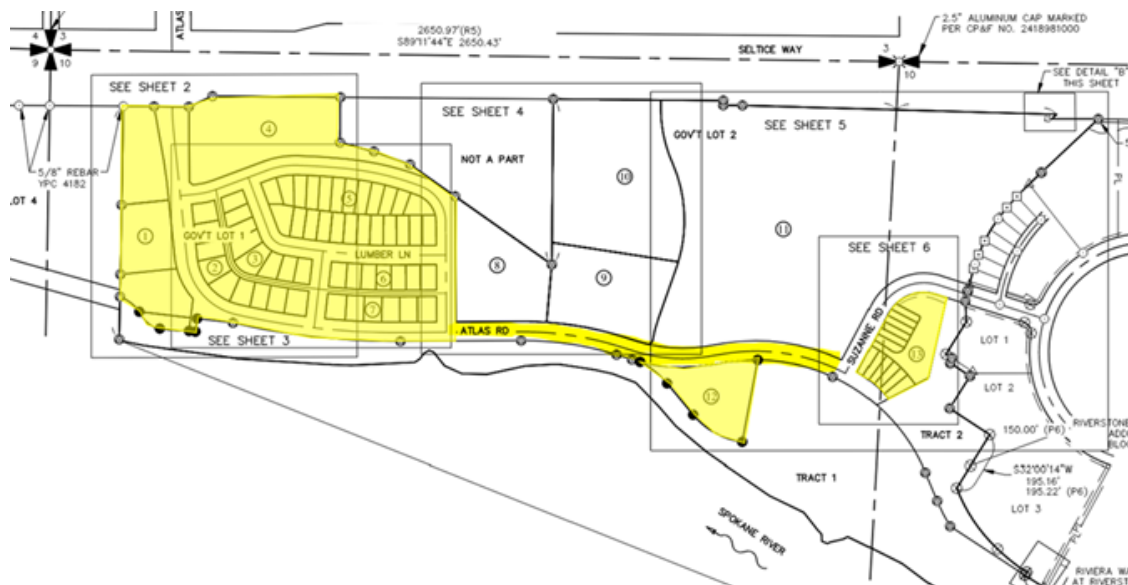 4
3
9
10
ATLAS
2650.97'(R5)
S89°11'44"E 2650.43'
SELTICE WAY
3
10
2.5" ALUMINUM CAP MARKED
PER CP&F NO. 2418981000
SEE DETAIL "B"
THIS SHEET
SEE SHEET 2
SEE SHEET 4
SEE SHEET 5
GOV'T LOT 2
NOT A PART
5/8" REBAR
YPC 4182
LOT 4
4
5
10
11
1
GOV'T LOT 1
2
3
LUMBER LN
6
7
8
9
SEE SHEET 6
SEE SHEET 3
ATLAS RD
SUZANNE RD
12
13
PL
5
LOT 1
LOT 2
TRACT 2
150.00' (P6)
RIVERSTONE
ADD
BLO
S32°00'14"W
195.16'
195.22' (P6)
TRACT 1
LOT 3
SPOKANE RIVER
PL
RIVIERA WA
AT RIVERST